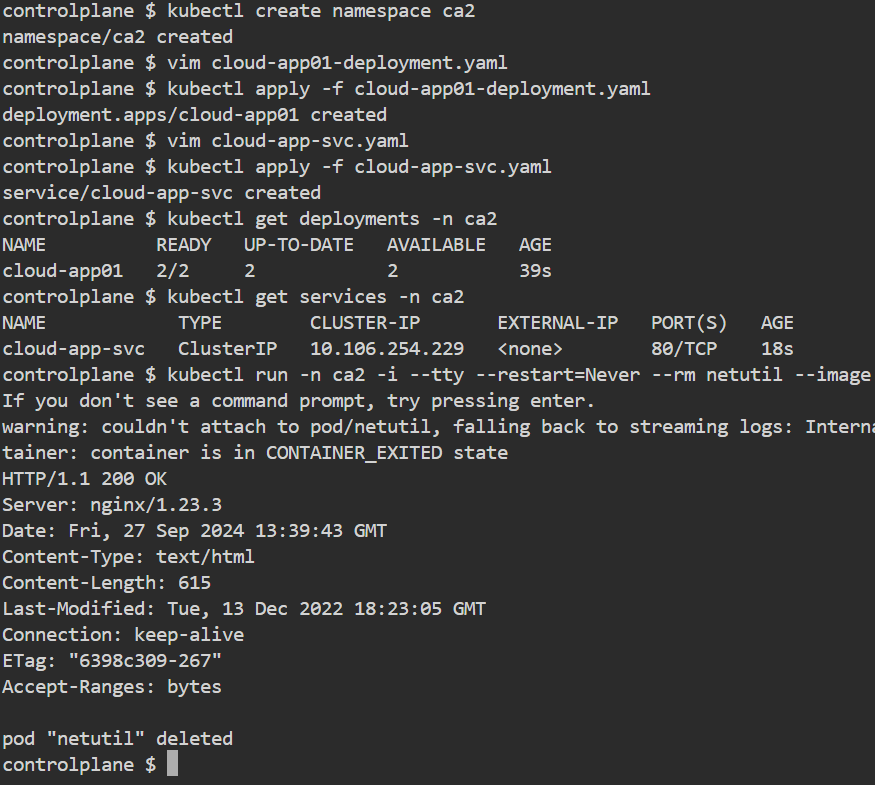 controlplane $ kubectl create namespace ca2
namespace/ca2 created
controlplane $ vim cloud-app01-deployment.yaml
controlplane $ kubectl apply -f cloud-app01-deployment.yaml
deployment.apps/cloud-app01 created
controlplane $ vim cloud-app-svc.yaml
controlplane $ kubectl apply -f cloud-app-svc.yaml
service/cloud-app-svc created
controlplane $ kubectl get deployments -n ca2
NAME          READY   UP-TO-DATE   AVAILABLE   AGE
cloud-app01   2/2     2            2           39s
controlplane $ kubectl get services -n ca2
NAME            TYPE        CLUSTER-IP       EXTERNAL-IP   PORT(S)   AGE
cloud-app-svc   ClusterIP   10.106.254.229   <none>        80/TCP    18s
controlplane $ kubectl run -n ca2 -i --tty --restart=Never --rm netutil --image
If you don't see a command prompt, try pressing enter.
warning: couldn't attach to pod/netutil, falling back to streaming logs: Interna
tainer: container is in CONTAINER_EXITED state
HTTP/1.1 200 OK
Server: nginx/1.23.3
Date: Fri, 27 Sep 2024 13:39:43 GMT
Content-Type: text/html
Content-Length: 615
Last-Modified: Tue, 13 Dec 2022 18:23:05 GMT
Connection: keep-alive
ETag: "6398c309-267"
Accept-Ranges: bytes

pod "netutil" deleted
controlplane $